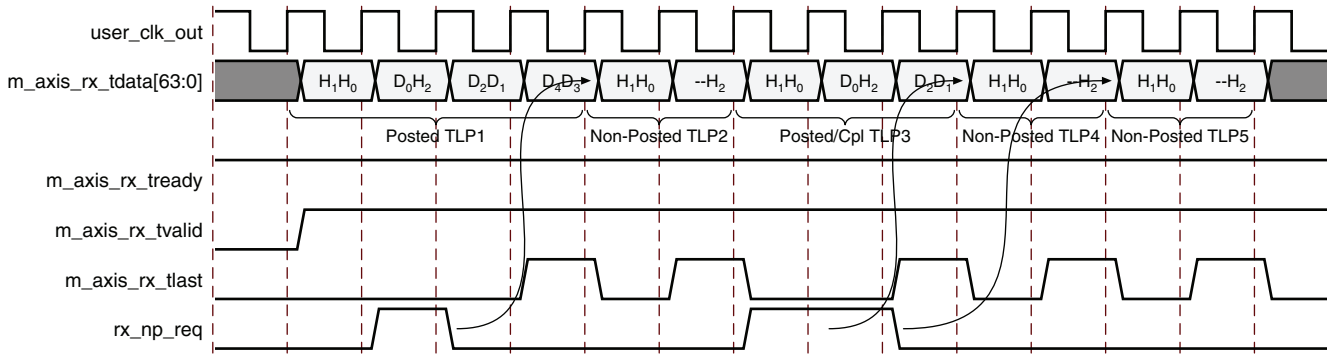 user_clk_out
m_axis_rx_tdata[63:0] H₁H₀ D₀H₂ D₂D₁ D₄D₃ H₁H₀ --H₂ H₁H₀ D₀H₂ D₂D₁ H₁H₀ --H₂ H₁H₀ --H₂
Posted TLP1 Non-Posted TLP2 Posted/Cpl TLP3 Non-Posted TLP4 Non-Posted TLP5
m_axis_rx_tready
m_axis_rx_tvalid
m_axis_rx_tlast
rx_np_req